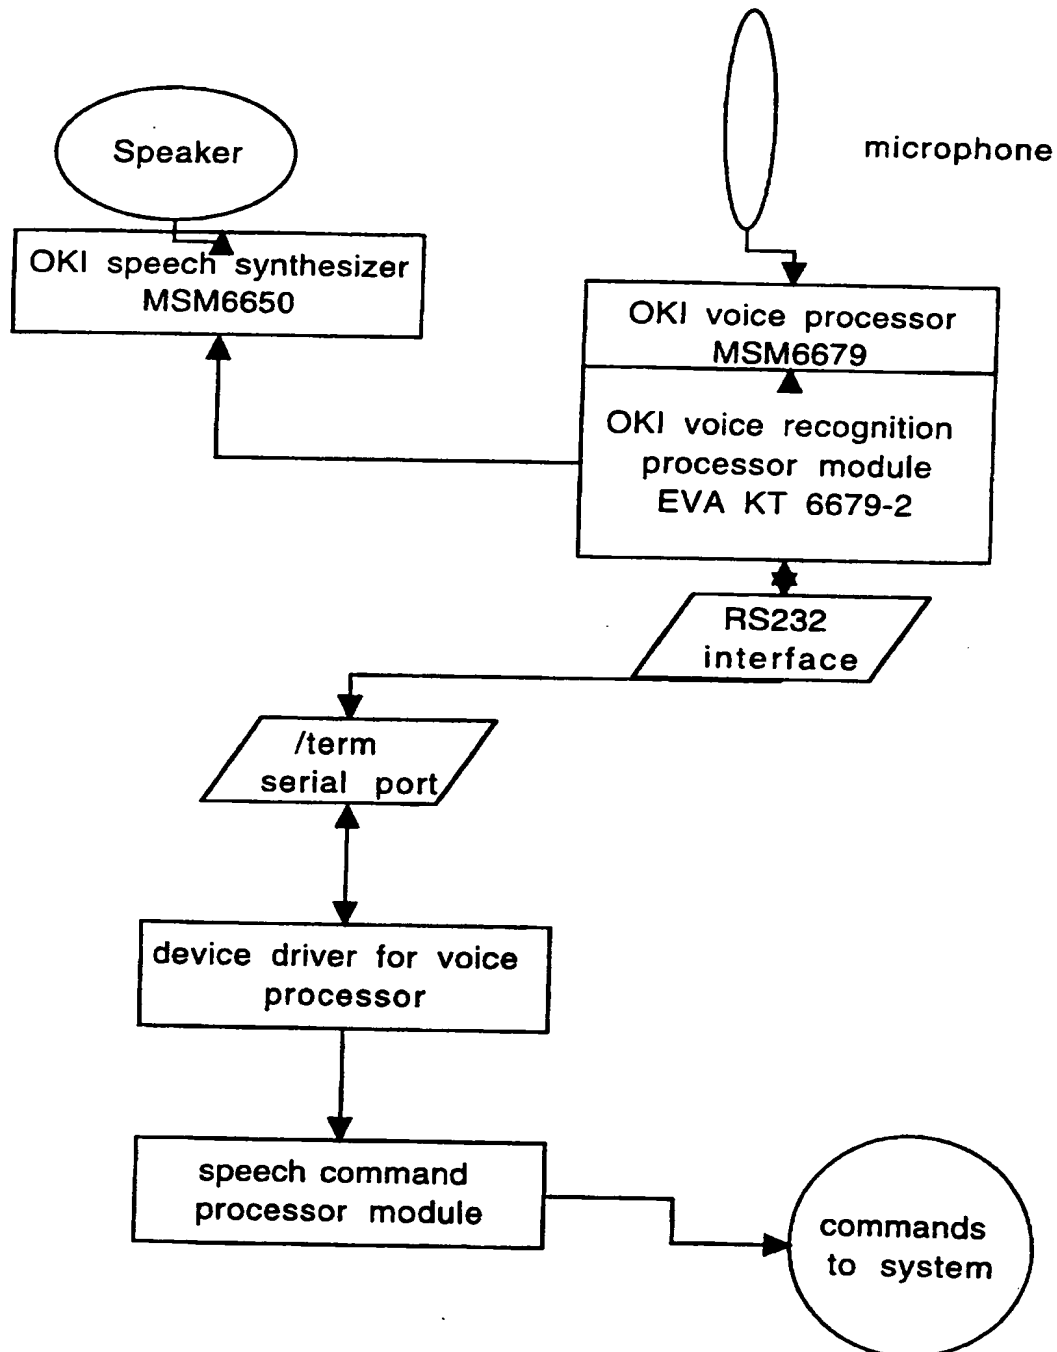 Speaker
microphone
OKI speech synthesizer
MSM6650
OKI voice processor
MSM6679
OKI voice recognition
processor module
EVA KT 6679-2
RS232
interface
/term
serial port
device driver for voice
processor
speech command
processor module
commands
to system